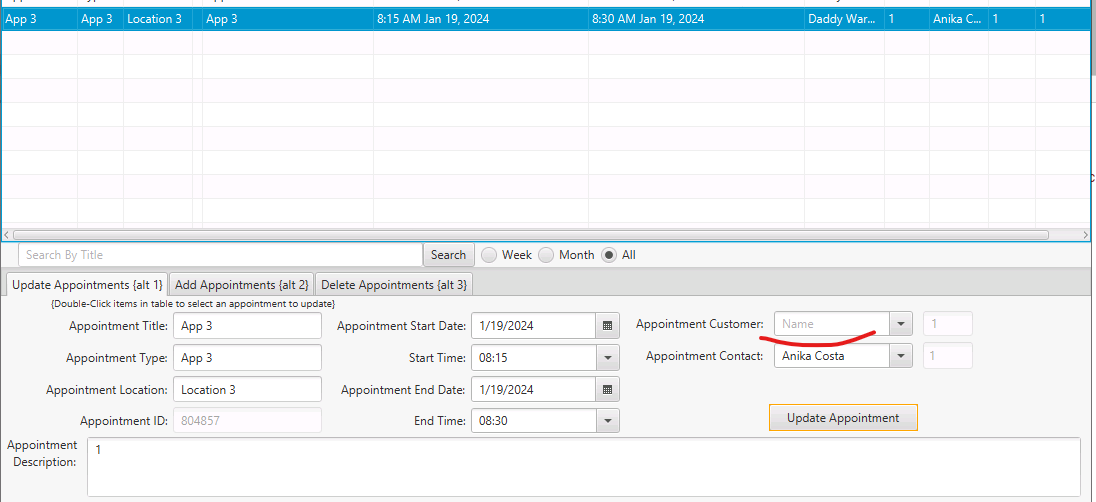 App 3 App 3 Location 3 App 3 8:15 AM Jan 19, 2024 8:30 AM Jan 19, 2024 Daddy War... 1 Anika C... 1 1
Search By Title Search Week Month All
Update Appointments {alt 1} Add Appointments {alt 2} Delete Appointments {alt 3}
{Double-Click items in table to select an appointment to update}
Appointment Title: App 3 Appointment Start Date: 1/19/2024 Appointment Customer: Name 1
Appointment Type: App 3 Start Time: 08:15 Appointment Contact: Anika Costa 1
Appointment Location: Location 3 Appointment End Date: 1/19/2024
Appointment ID: 804857 End Time: 08:30 Update Appointment
Appointment
Description: 1